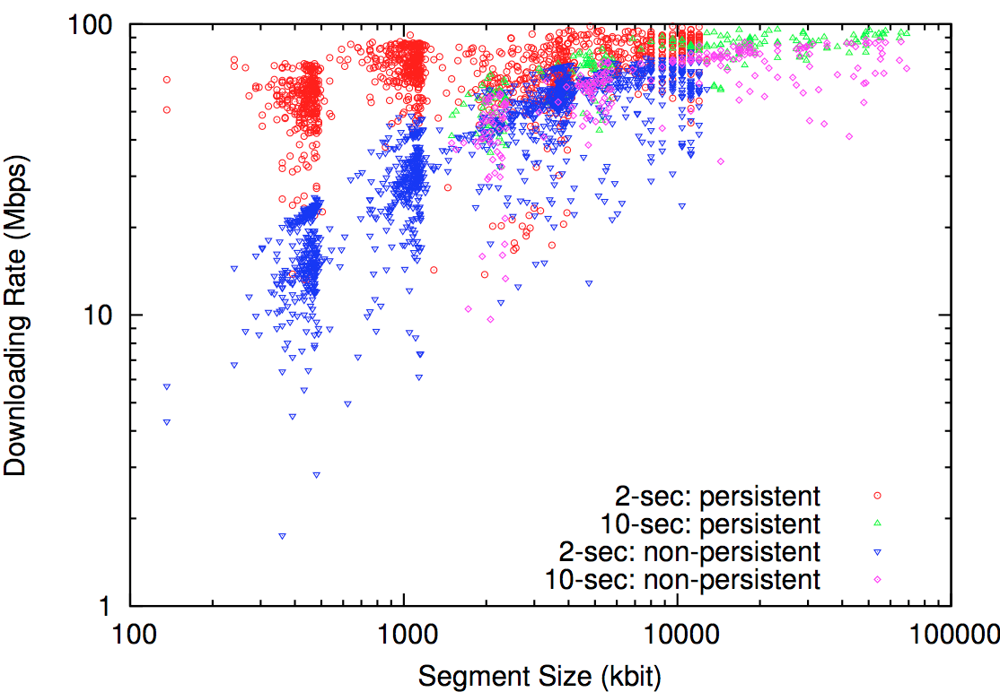 100
10
1
Downloading Rate (Mbps)
2-sec: persistent
10-sec: persistent
2-sec: non-persistent
10-sec: non-persistent
100 1000 10000 100000
Segment Size (kbit)